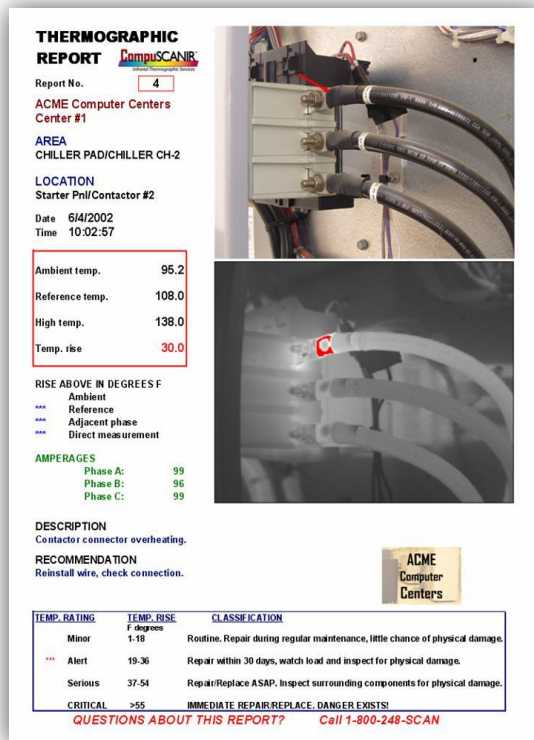 THERMOGRAPHIC
REPORT CompuSCANIR
Infrared Thermographic Services
Report No. 4
ACME Computer Centers
Center #1
AREA
CHILLER PAD/CHILLER CH-2
LOCATION
Starter Pnl/Contactor #2
Date 6/4/2002
Time 10:02:57
Ambient temp. 95.2
Reference temp. 108.0
High temp. 138.0
Temp. rise 30.0
RISE ABOVE IN DEGREES F
Ambient
*** Reference
*** Adjacent phase
*** Direct measurement
AMPERAGES
Phase A: 99
Phase B: 96
Phase C: 99
DESCRIPTION
Contactor connector overheating.
RECOMMENDATION
Reinstall wire, check connection.
ACME
Computer
Centers
TEMP. RATING TEMP. RISE CLASSIFICATION
F degrees
Minor 1-18 Routine. Repair during regular maintenance, little chance of physical damage.
*** Alert 19-36 Repair within 30 days, watch load and inspect for physical damage.
Serious 37-54 Repair/Replace ASAP. Inspect surrounding components for physical damage.
CRITICAL >55 IMMEDIATE REPAIR/REPLACE. DANGER EXISTS!
QUESTIONS ABOUT THIS REPORT? Call 1-800-248-SCAN